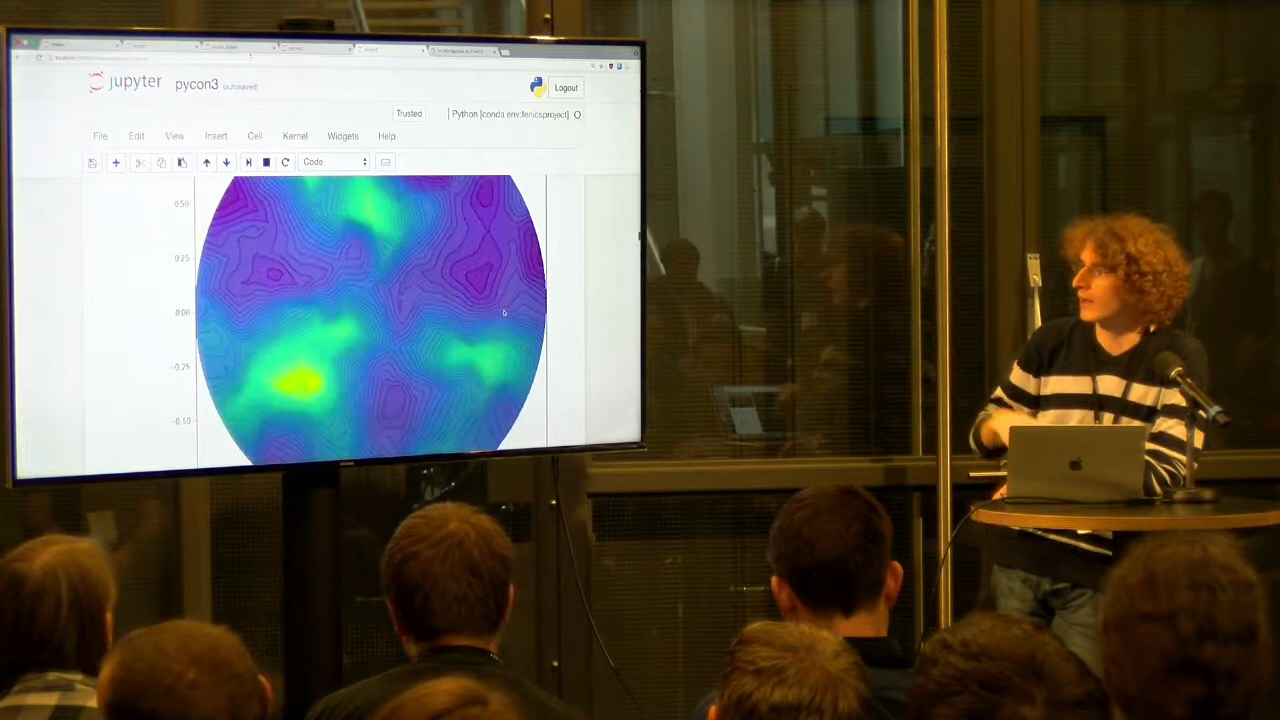 jupyter pycon3 (autosaved)
Logout
Trusted
Python [conda env:fenicsproject]
File Edit View Insert Cell Kernel Widgets Help
Code
0.50
0.25
0.00
−0.25
−0.50